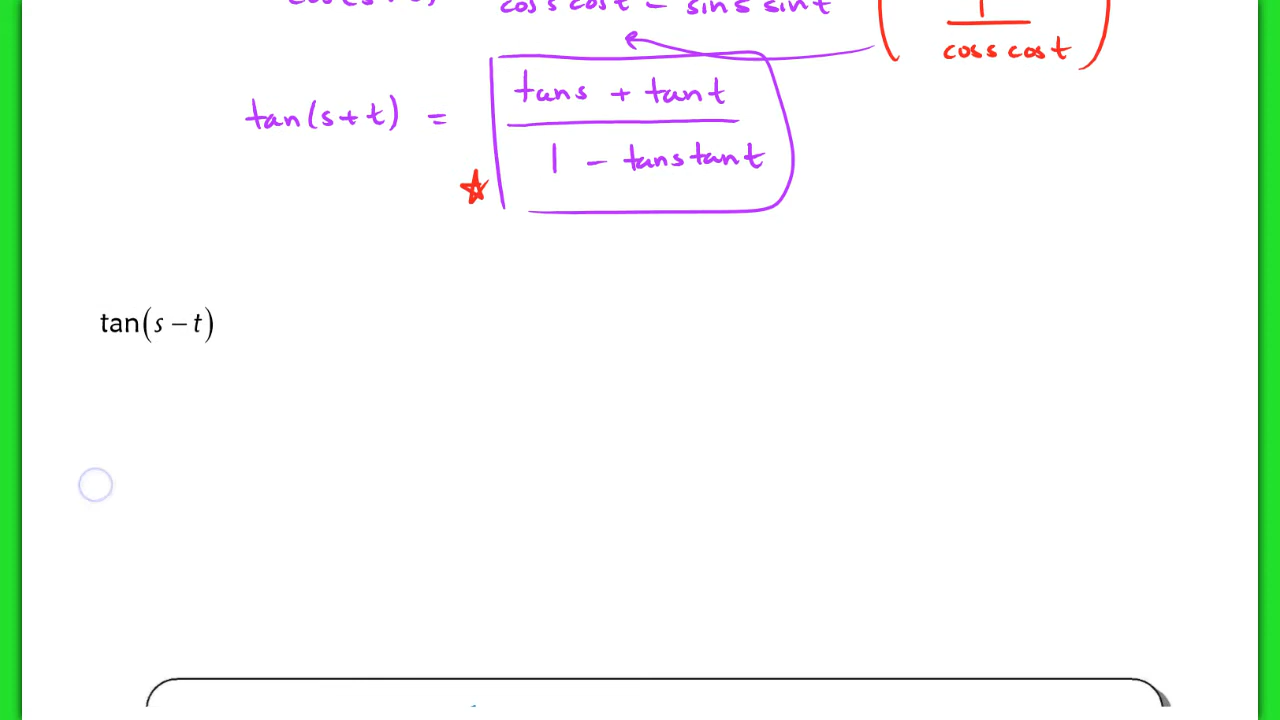 cos s cos t − sin s sin t
1
cos s cos t
tan(s+t) = tan s + tan t
1 − tan s tan t
tan(s − t)